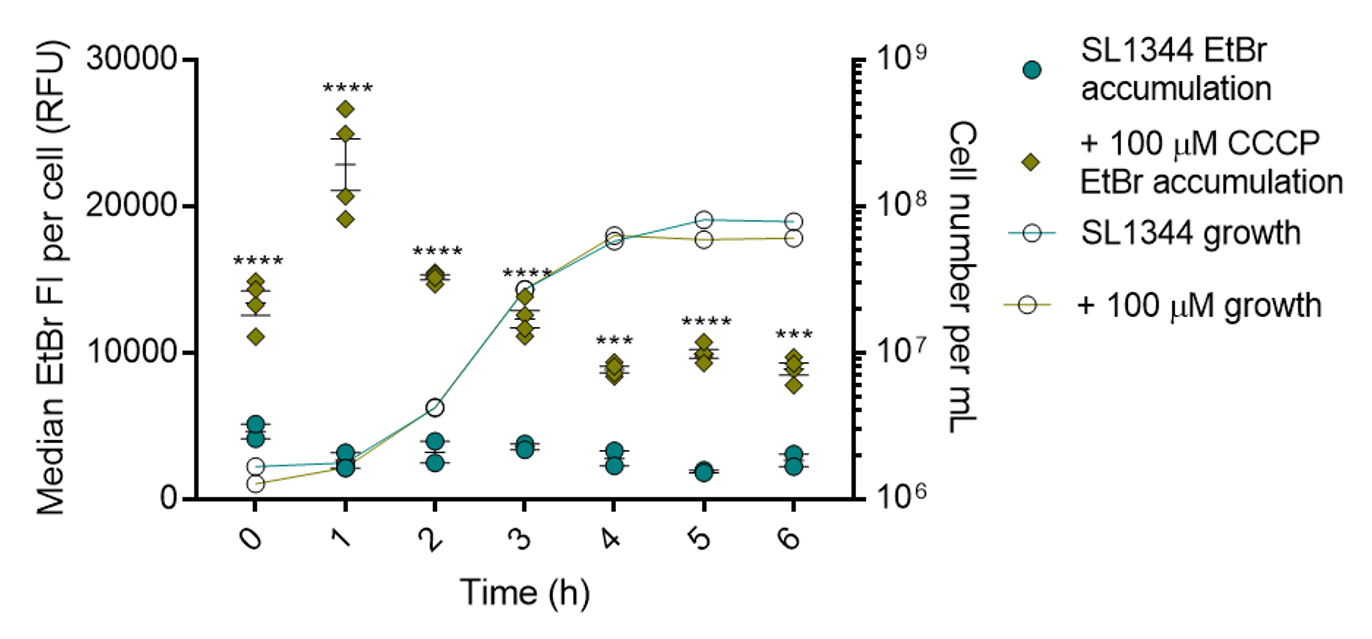 Median EtBr FI per cell (RFU)
30000
20000
10000
0
****
****
****
****
***
****
***
10⁹
10⁸
10⁷
10⁶
Cell number per mL
0 1 2 3 4 5 6
Time (h)
SL1344 EtBr
accumulation
+ 100 μM CCCP
EtBr accumulation
SL1344 growth
+ 100 μM growth